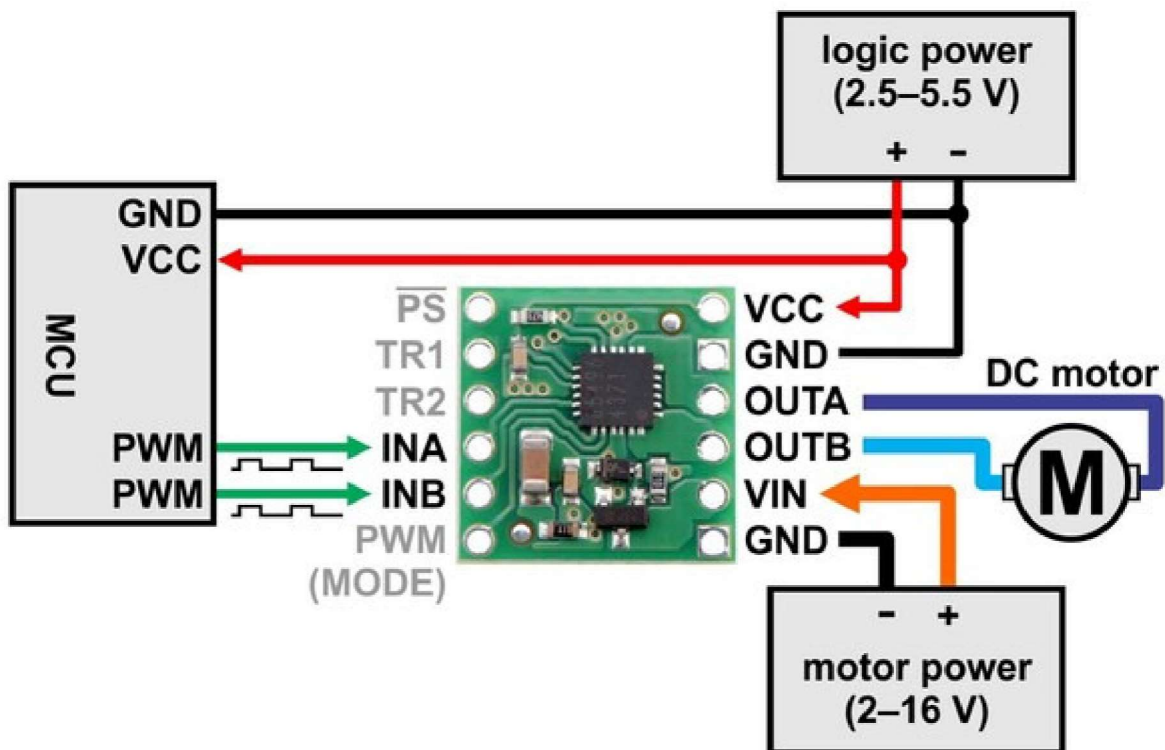 logic power
(2.5–5.5 V)
+ -
GND
VCC
MCU
PWM
PWM
PS
TR1
TR2
INA
INB
PWM
(MODE)
VCC
GND
OUTA
OUTB
VIN
GND
DC motor
M
- +
motor power
(2–16 V)